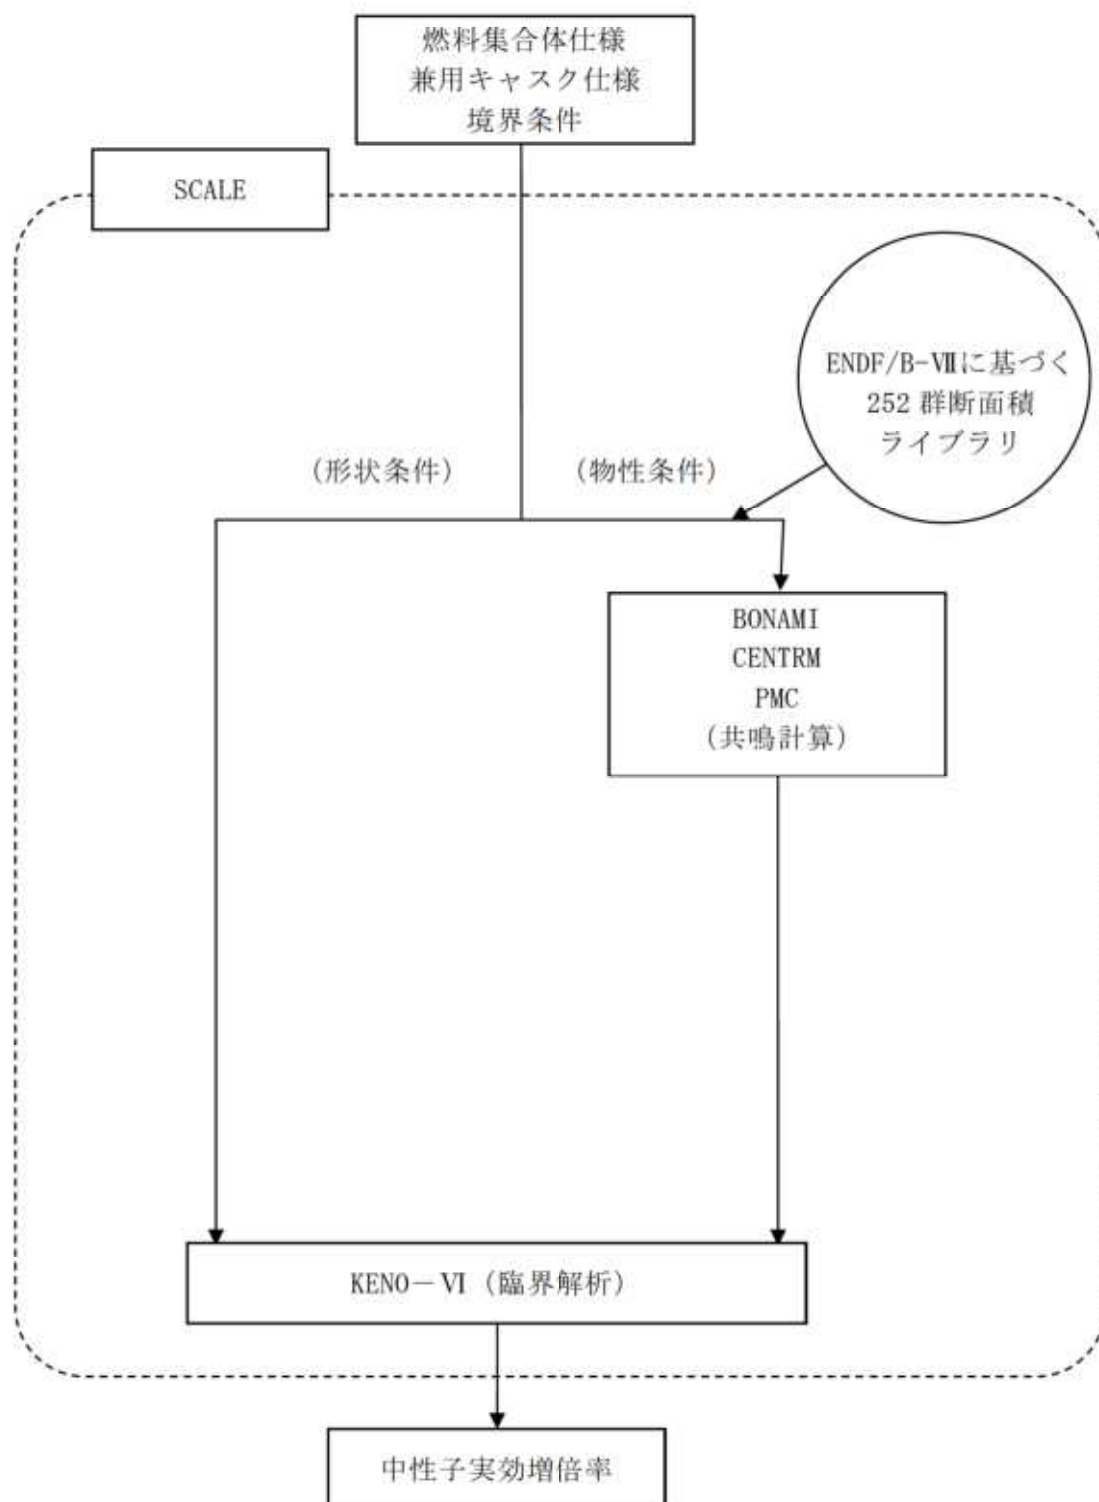 燃料集合体仕様
兼用キャスク仕様
境界条件
SCALE
ENDF/B-Ⅶに基づく
252 群断面積
ライブラリ
(形状条件)
(物性条件)
BONAMI
CENTRM
PMC
(共鳴計算)
KENO－Ⅵ (臨界解析)
中性子実効増倍率